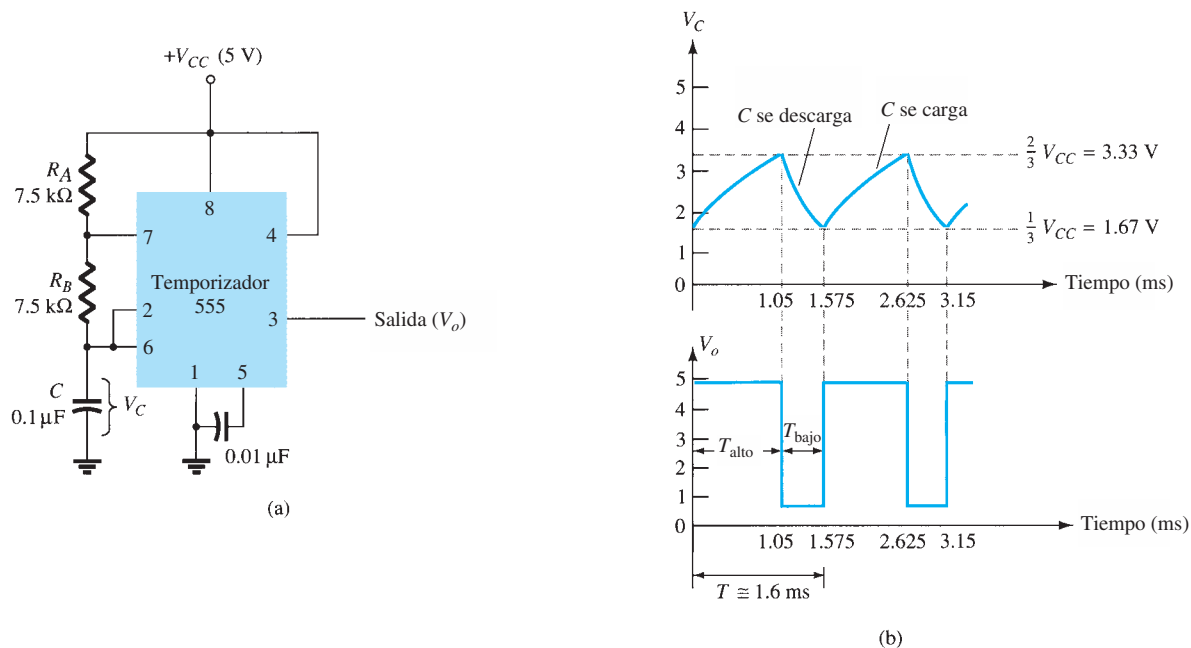 +V_CC (5 V)
R_A
7.5 kΩ
R_B
7.5 kΩ
8
7
4
Temporizador
555
2
3
6
1
5
Salida (V_o)
C
0.1 μF
V_C
0.01 μF
(a)
V_C
5
4
3
2
1
0
C se descarga
C se carga
2/3 V_CC = 3.33 V
1/3 V_CC = 1.67 V
Tiempo (ms)
1.05 1.575 2.625 3.15
V_o
5
4
3
2
1
0
T_alto
T_bajo
Tiempo (ms)
1.05 1.575 2.625 3.15
T ≅ 1.6 ms
(b)